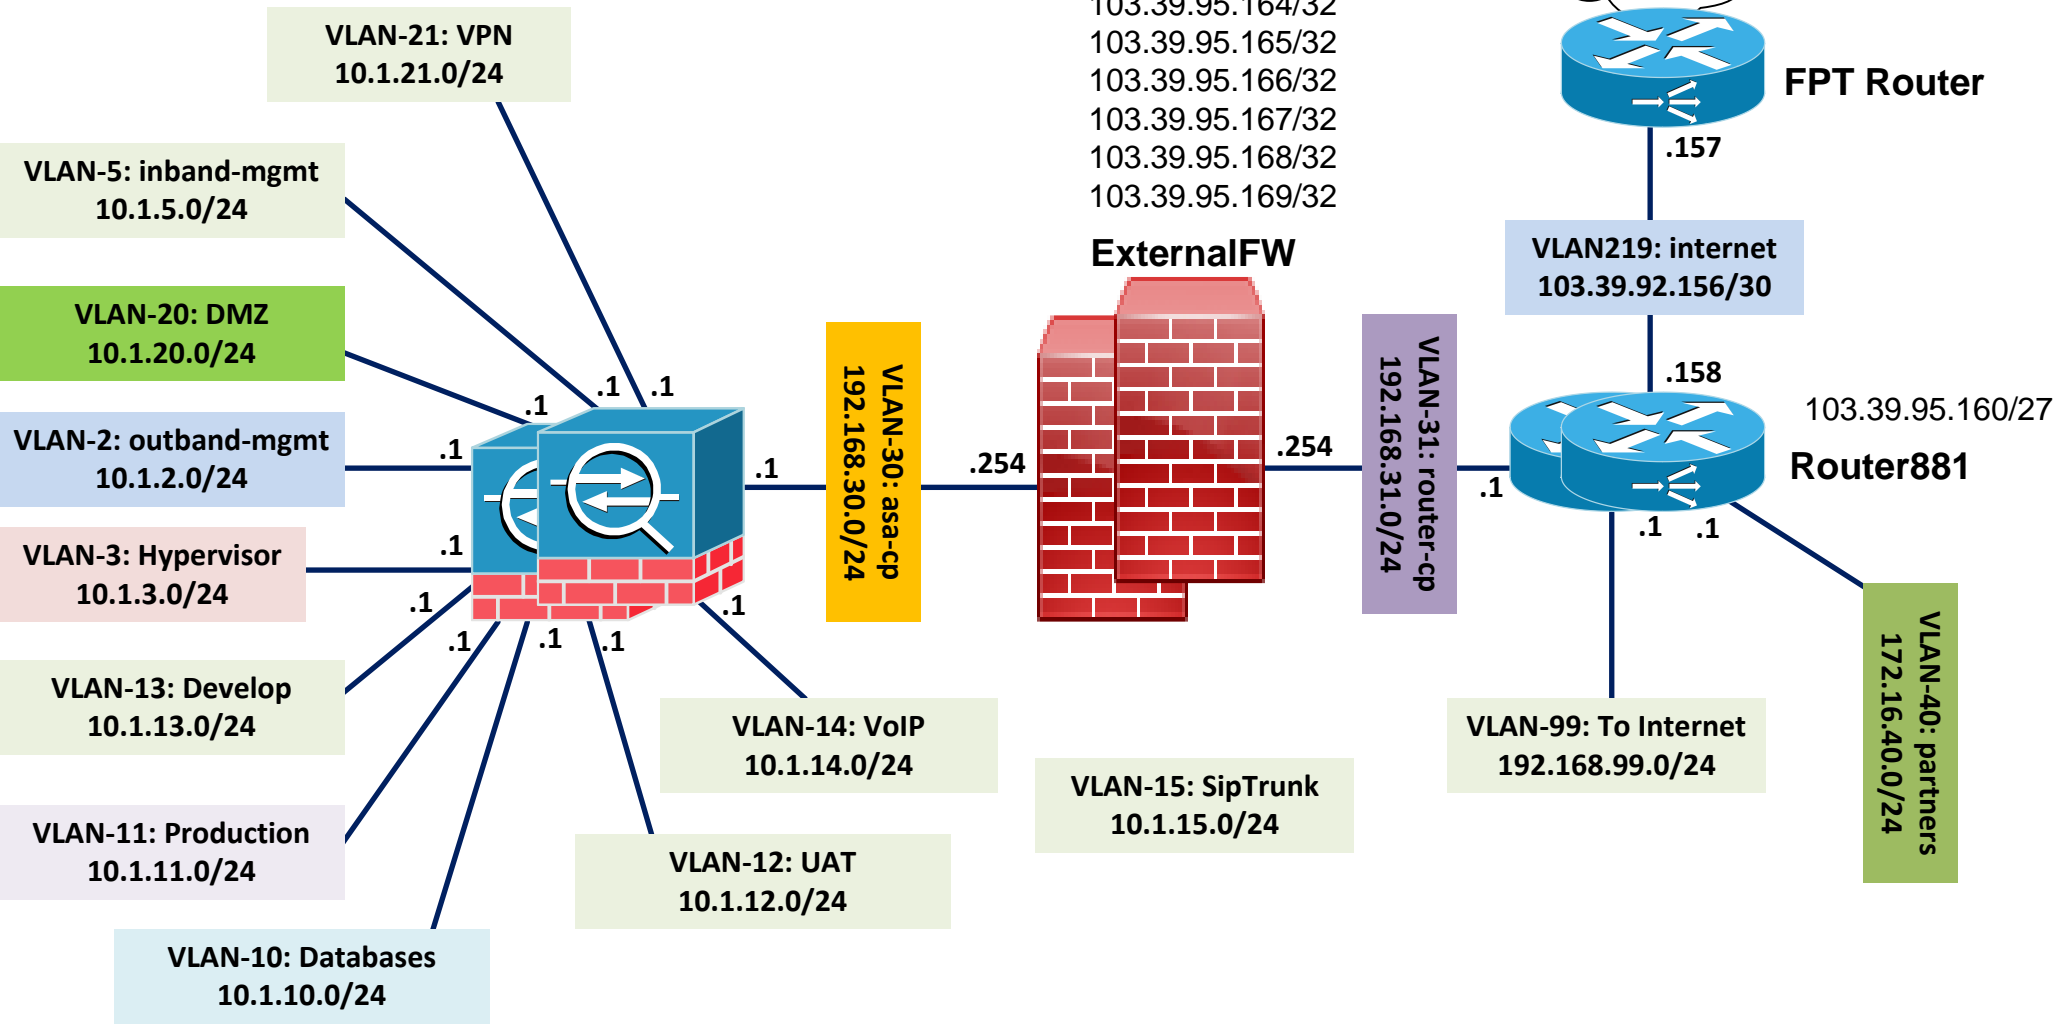 VLAN-21: VPN
10.1.21.0/24
VLAN-5: inband-mgmt
10.1.5.0/24
VLAN-20: DMZ
10.1.20.0/24
VLAN-2: outband-mgmt
10.1.2.0/24
VLAN-3: Hypervisor
10.1.3.0/24
VLAN-13: Develop
10.1.13.0/24
VLAN-11: Production
10.1.11.0/24
VLAN-10: Databases
10.1.10.0/24
VLAN-12: UAT
10.1.12.0/24
VLAN-14: VoIP
10.1.14.0/24
.1
.1
.1
.1
.1
.1
.1
.1
.1
.1
.1
VLAN-30: asa-cp
192.168.30.0/24
.254
103.39.95.164/32
103.39.95.165/32
103.39.95.166/32
103.39.95.167/32
103.39.95.168/32
103.39.95.169/32
ExternalFW
.254
VLAN-15: SipTrunk
10.1.15.0/24
VLAN-31: router-cp
192.168.31.0/24
.1
FPT Router
.157
VLAN219: internet
103.39.92.156/30
.158
103.39.95.160/27
Router881
.1
.1
VLAN-99: To Internet
192.168.99.0/24
VLAN-40: partners
172.16.40.0/24